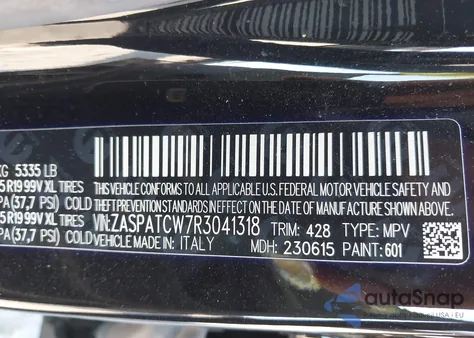 KG 5335 LB
5R19 99V XL TIRES
PA(37,7 PSI) COLD
5R19 99V XL TIRES
PA(37,7 PSI) COLD
THIS VEHICLE CONFORMS TO ALL APPLICABLE U.S. FEDERAL MOTOR VEHICLE SAFETY AND
THEFT PREVENTION STANDARDS IN EFFECT ON THE DATE OF MANUFACTURE SHOWN ABOVE.
VIN:ZASPATCW7R3041318 TRIM: 428 TYPE: MPV
MADE IN ITALY MDH: 230615 PAINT: 601
autoSnap